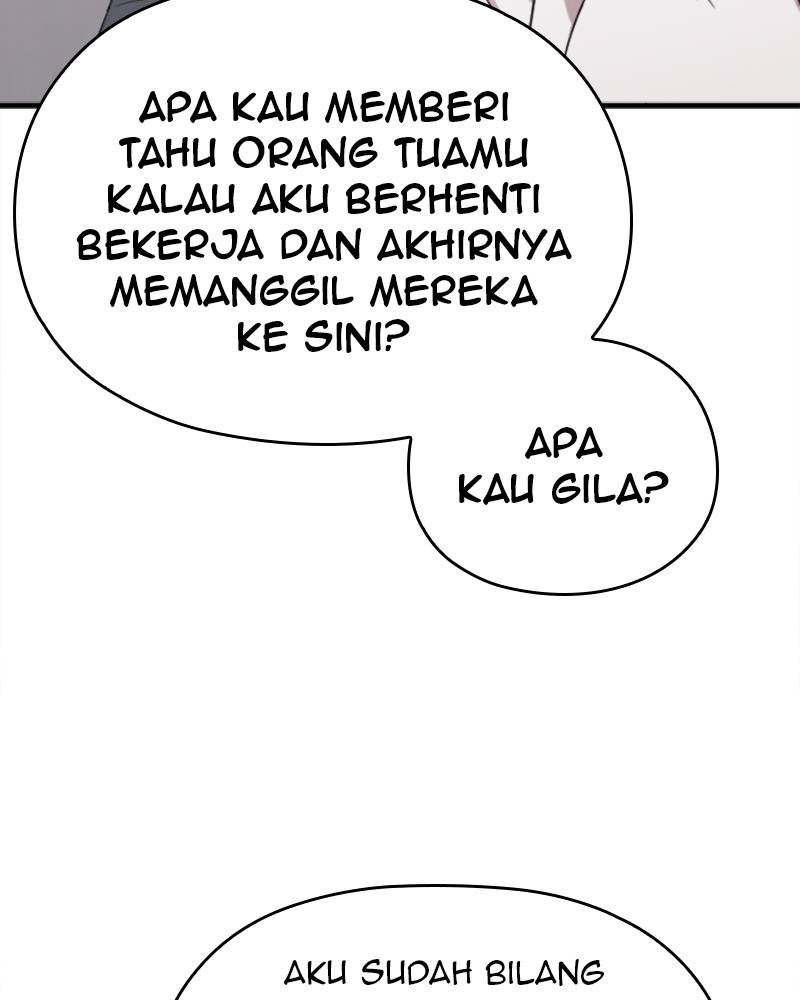 APA KAU MEMBERI
TAHU ORANG TUAMU
KALAU AKU BERHENTI
BEKERJA DAN AKHIRNYA
MEMANGGIL MEREKA
KE SINI?
APA
KAU GILA?
AKU SUDAH BILANG